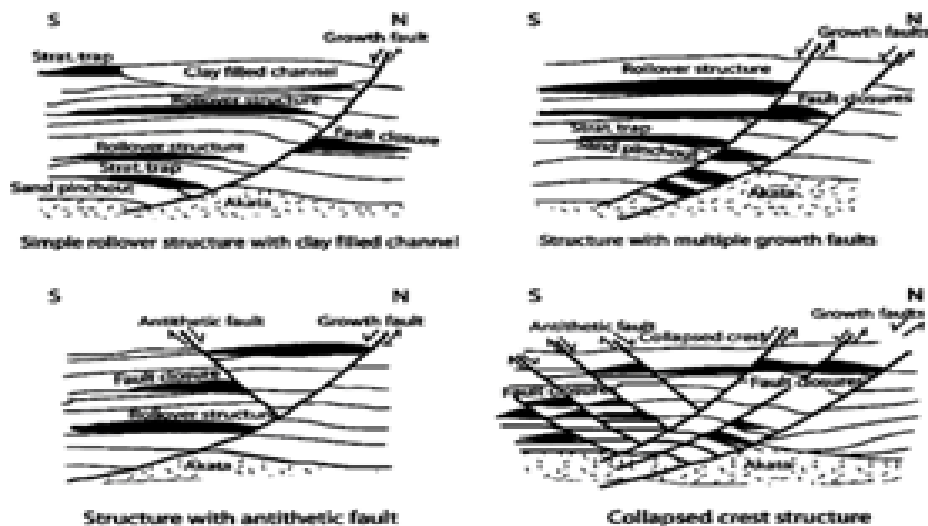 S N
Growth fault
Strat. trap
Clay filled channel
Rollover structure
Fault closure
Rollover structure
Strat. trap
Sand pinchout
Akata
Simple rollover structure with clay filled channel
S N
Growth faults
Rollover structure
Fault closures
Strat. trap
Sand pinchout
Akata
Structure with multiple growth faults
S N
Antithetic fault Growth fault
Fault closure
Rollover structure
Akata
Structure with antithetic fault
S N
Growth faults
Antithetic fault Collapsed crest
Fault closures Fault closures
Akata
Collapsed crest structure